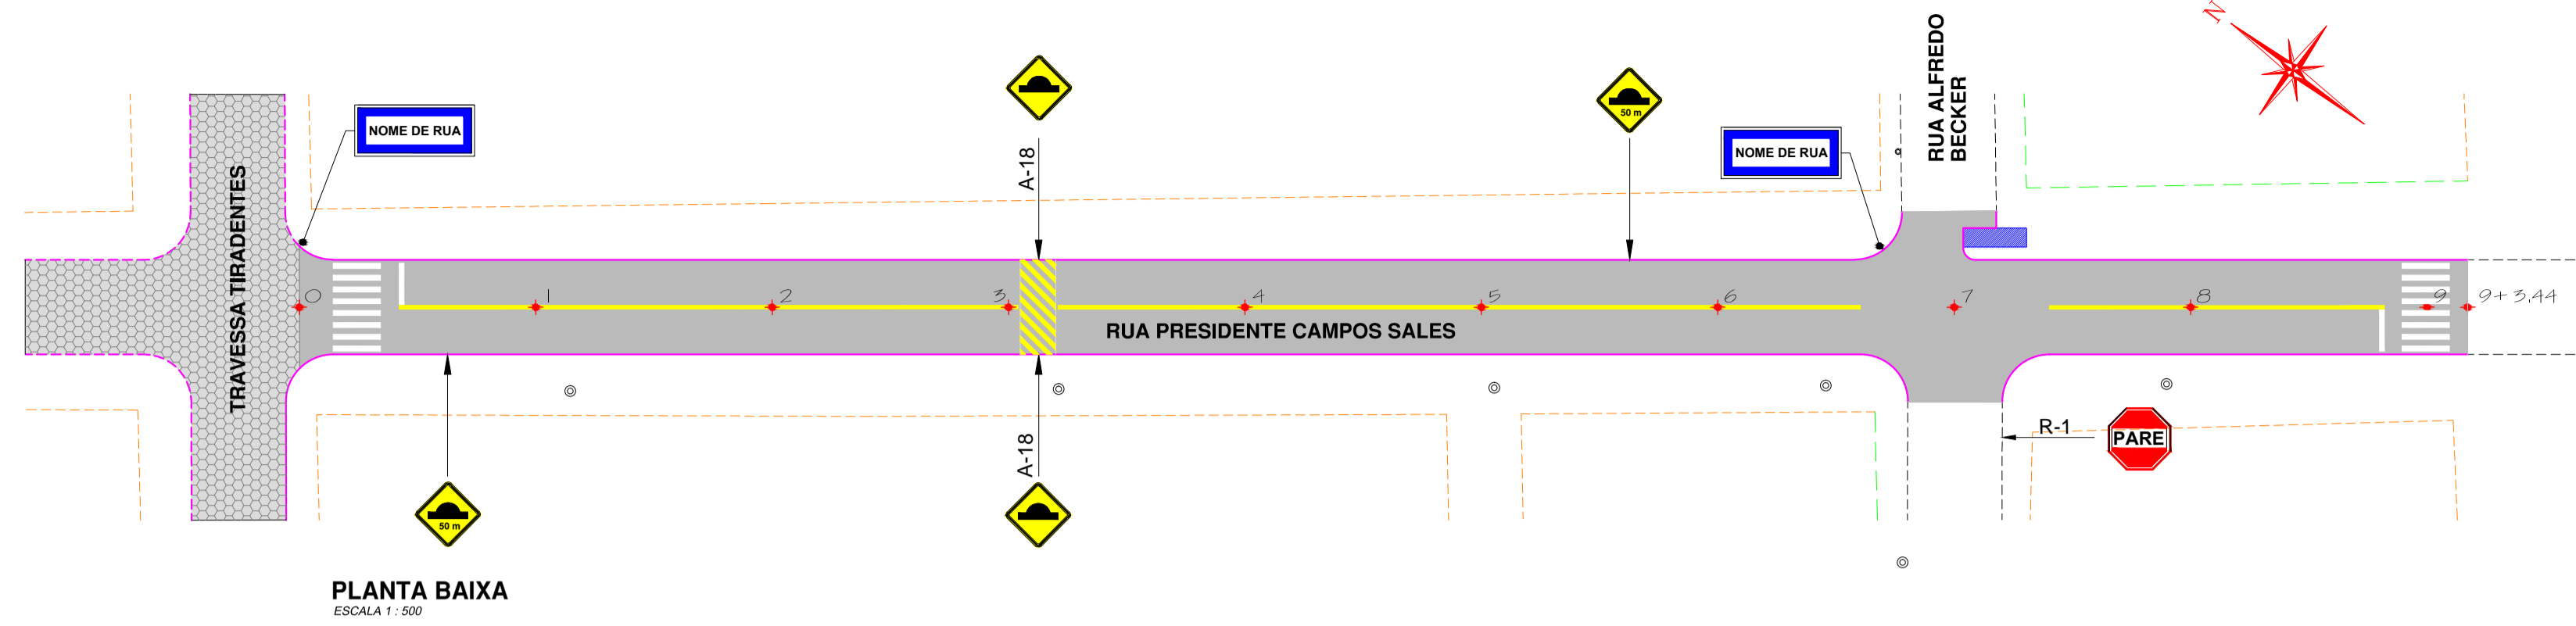 N
RUA ALFREDO
BECKER
NOME DE RUA
50 m
NOME DE RUA
A-18
TRAVESSA TIRADENTES
0
1
2
3
4
5
6
7
8
9
9+3,44
RUA PRESIDENTE CAMPOS SALES
A-18
R-1
PARE
50 m
PLANTA BAIXA
ESCALA 1 : 500